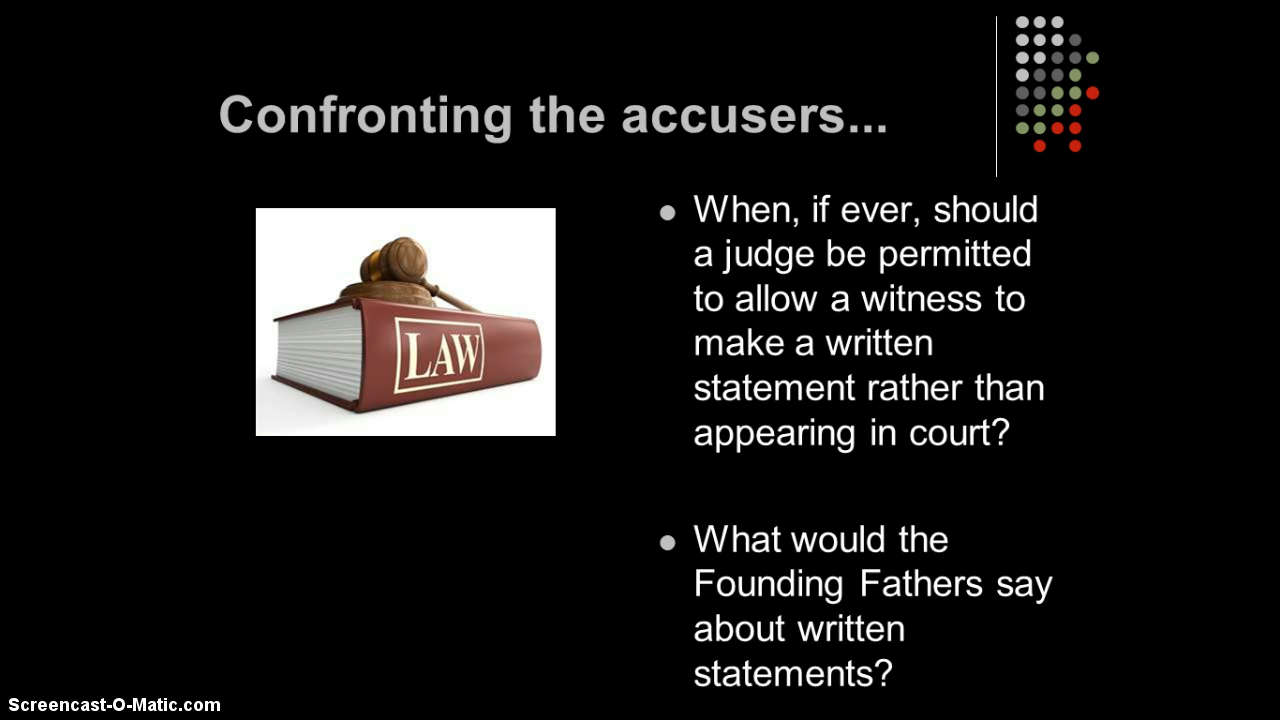 Confronting the accusers...
LAW
When, if ever, should
a judge be permitted
to allow a witness to
make a written
statement rather than
appearing in court?
What would the
Founding Fathers say
about written
statements?
Screencast-O-Matic.com